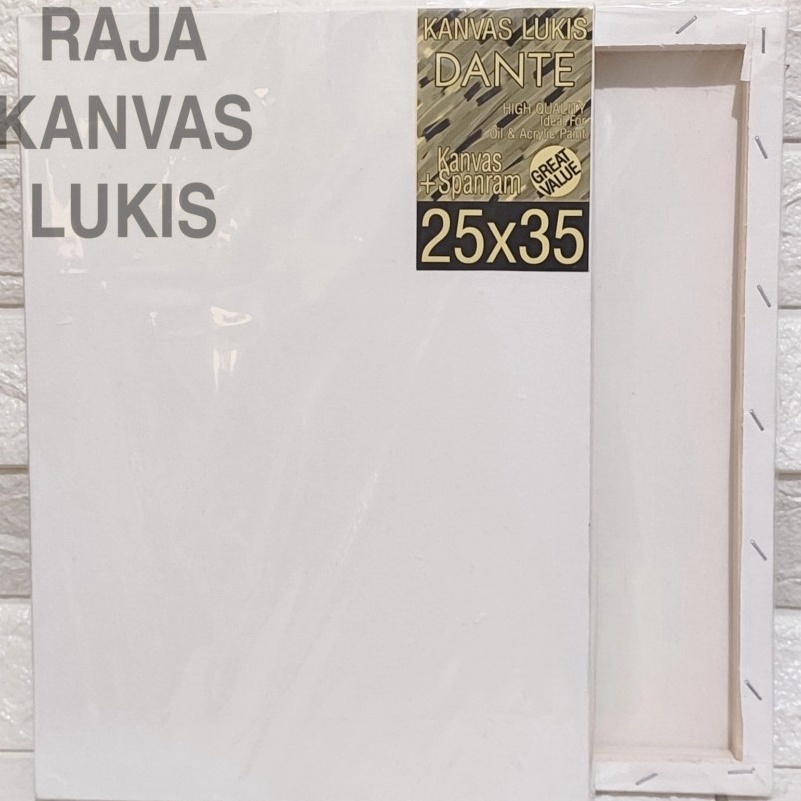 RAJA
KANVAS
LUKIS
KANVAS LUKIS
DANTE
HIGH QUALITY
Ideal For
Oil & Acrylic Paint
Kanvas
+Spanram
GREAT
VALUE
25x35